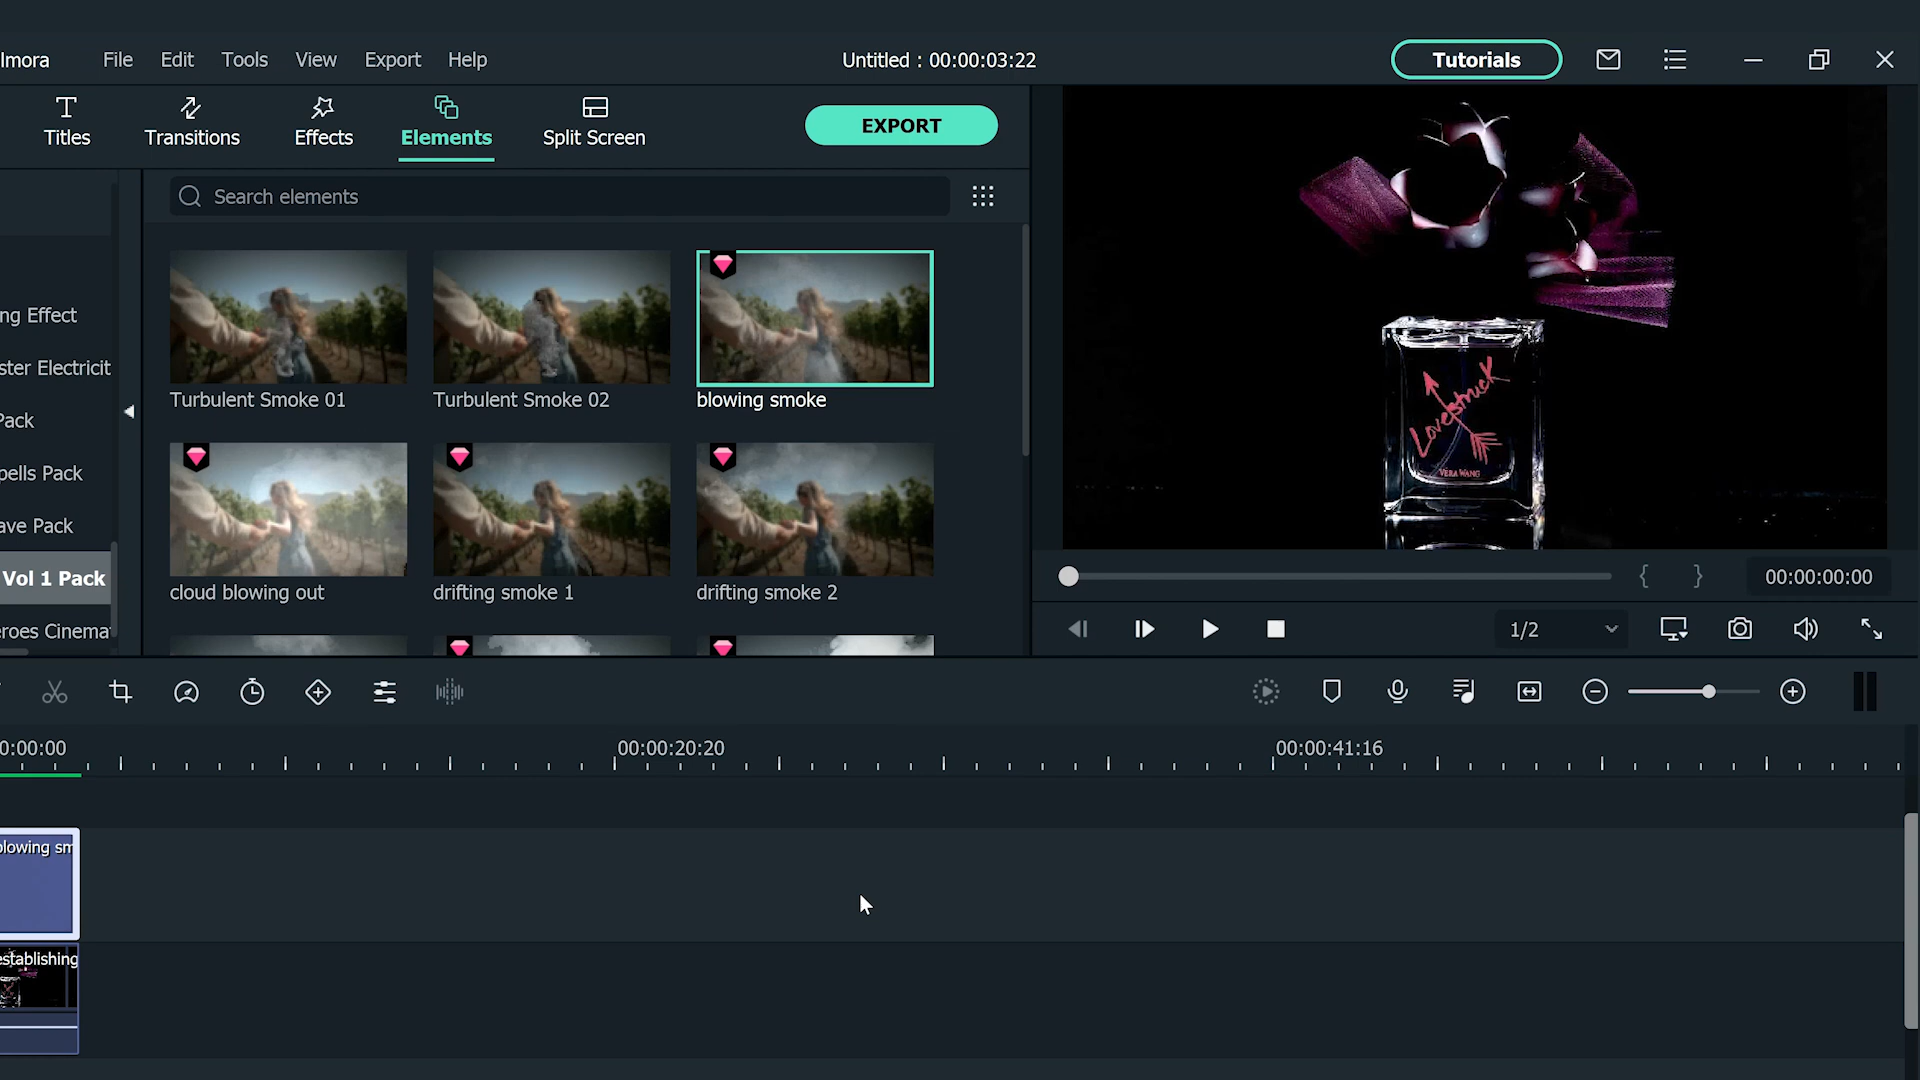 lmora File Edit Tools View Export Help Untitled : 00:00:03:22 Tutorials
Titles Transitions Effects Elements Split Screen EXPORT
Search elements
ng Effect
ster Electricit
Pack
pells Pack
ave Pack
Vol 1 Pack
eroes Cinema
Turbulent Smoke 01 Turbulent Smoke 02 blowing smoke
cloud blowing out drifting smoke 1 drifting smoke 2
Lovestruck
VERA WANG
{ } 00:00:00:00
1/2
0:00:00 00:00:20:20 00:00:41:16
blowing sm
establishing